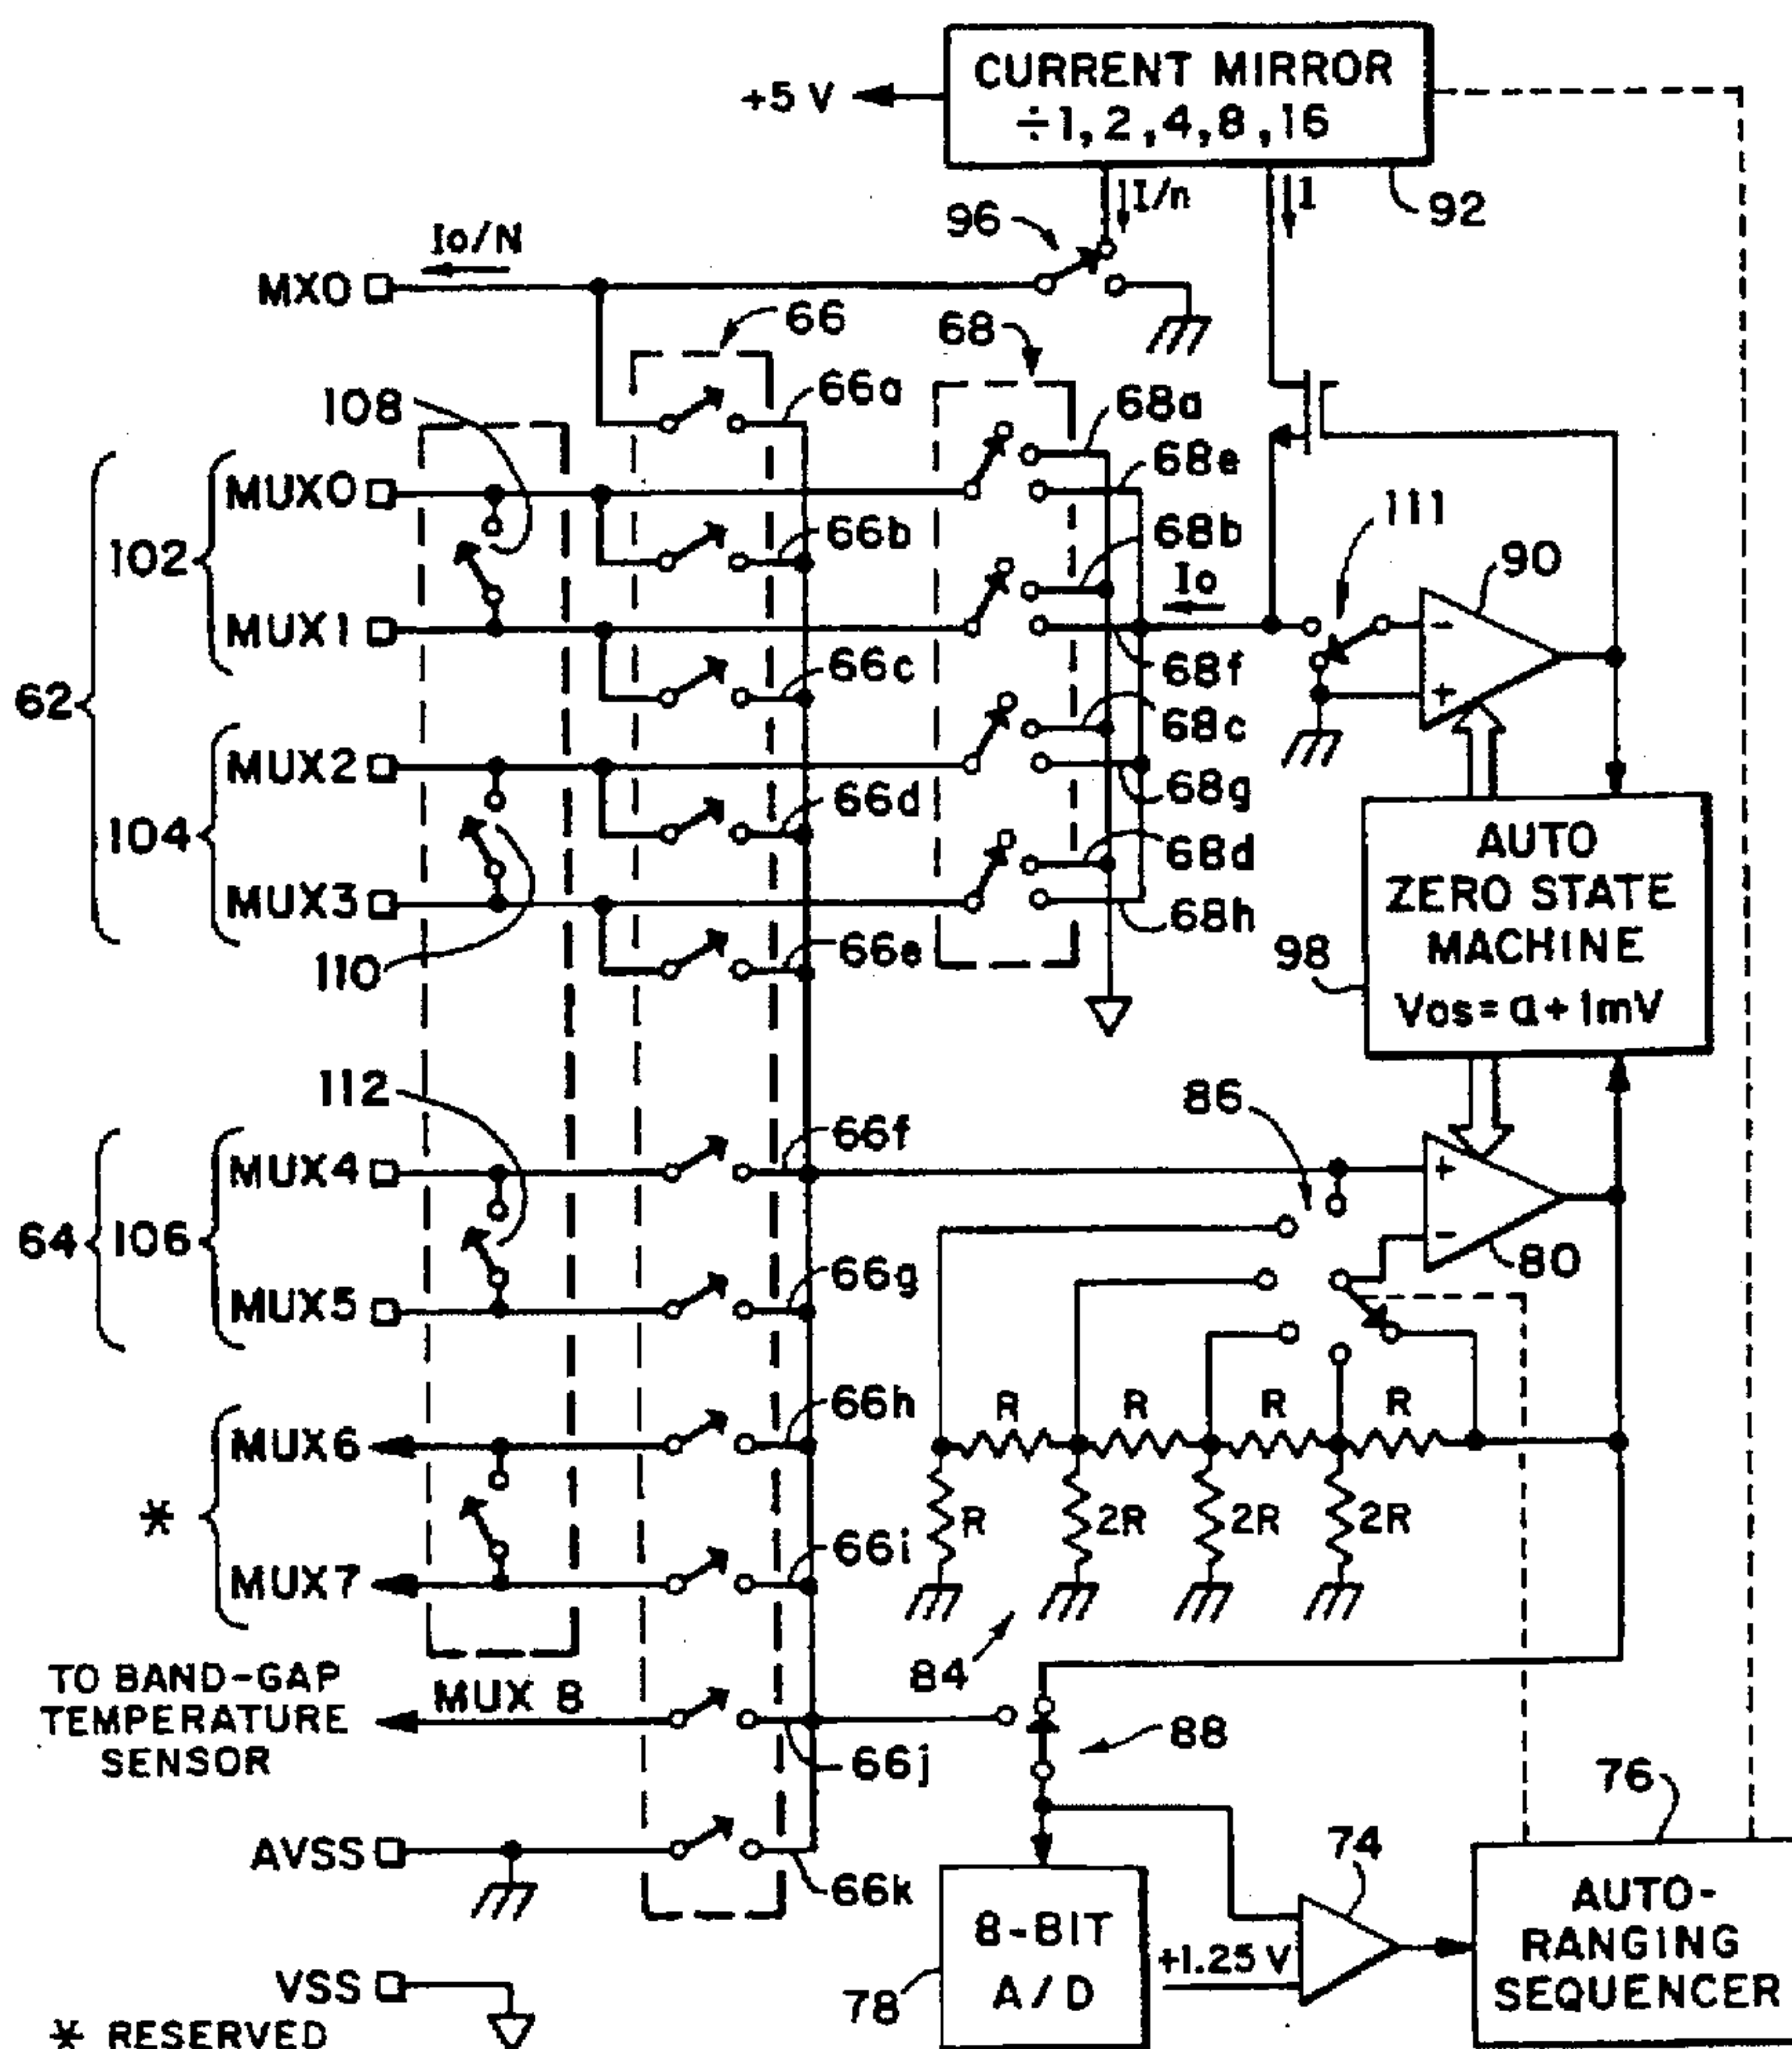 CURRENT MIRROR
÷1, 2, 4, 8, 16
+5 V
I/n
I
92
96
Io/N
MX0
66
68
66a
68a
108
MUX0
68e
102
66b
68b
111
Io
90
MUX1
66c
68f
62
68c
MUX2
66d
68g
104
68d
MUX3
66e
68h
110
AUTO
ZERO STATE
MACHINE
Vos = a + 1mV
98
112
86
66f
MUX4
+
-
64
106
80
66g
MUX5
66h
R
R
R
R
MUX6
*
R
2R
2R
2R
66i
MUX7
84
TO BAND-GAP
TEMPERATURE
SENSOR
MUX 8
88
66j
76
74
AVSS
66k
8-BIT
A/D
78
+1.25 V
AUTO-
RANGING
SEQUENCER
VSS
* RESERVED